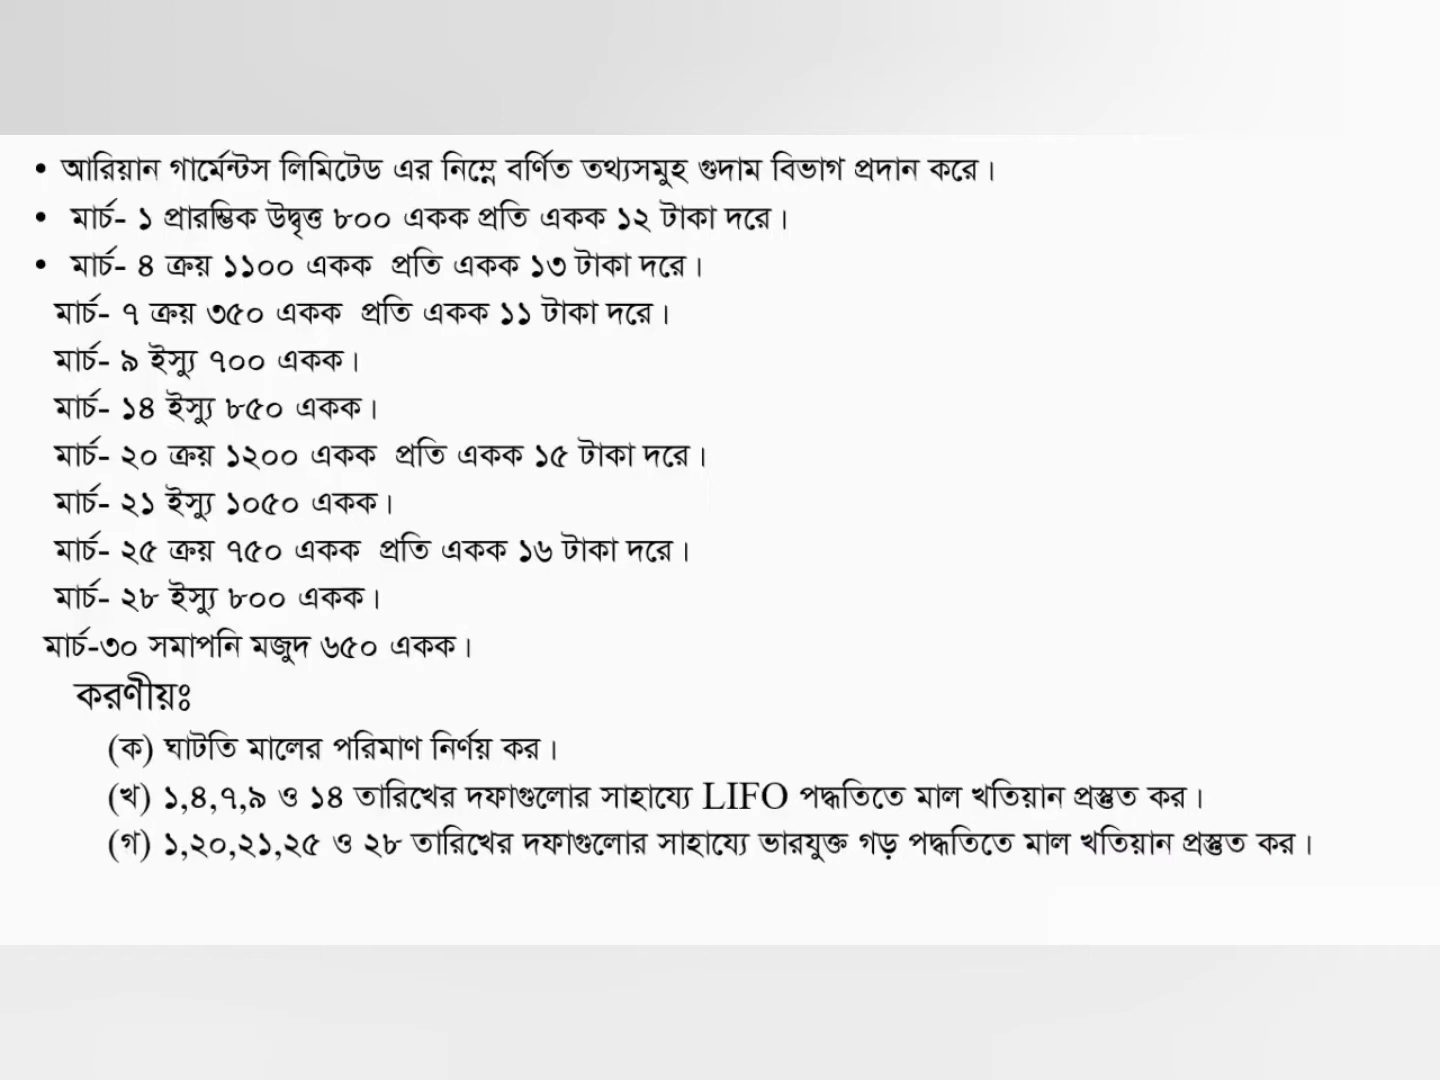 • আরিয়ান গার্মেন্টস লিমিটেড এর নিম্নে বর্ণিত তথ্যসমুহ গুদাম বিভাগ প্রদান করে।
• মার্চ- ১ প্রারম্ভিক উদ্বৃত্ত ৮০০ একক প্রতি একক ১২ টাকা দরে।
• মার্চ- ৪ ক্রয় ১১০০ একক প্রতি একক ১৩ টাকা দরে।
মার্চ- ৭ ক্রয় ৩৫০ একক প্রতি একক ১১ টাকা দরে।
মার্চ- ৯ ইস্যু ৭০০ একক।
মার্চ- ১৪ ইস্যু ৮৫০ একক।
মার্চ- ২০ ক্রয় ১২০০ একক প্রতি একক ১৫ টাকা দরে।
মার্চ- ২১ ইস্যু ১০৫০ একক।
মার্চ- ২৫ ক্রয় ৭৫০ একক প্রতি একক ১৬ টাকা দরে।
মার্চ- ২৮ ইস্যু ৮০০ একক।
মার্চ-৩০ সমাপনি মজুদ ৬৫০ একক।
করণীয়ঃ
(ক) ঘাটতি মালের পরিমাণ নির্ণয় কর।
(খ) ১,৪,৭,৯ ও ১৪ তারিখের দফাগুলোর সাহায্যে LIFO পদ্ধতিতে মাল খতিয়ান প্রস্তুত কর।
(গ) ১,২০,২১,২৫ ও ২৮ তারিখের দফাগুলোর সাহায্যে ভারযুক্ত গড় পদ্ধতিতে মাল খতিয়ান প্রস্তুত কর।